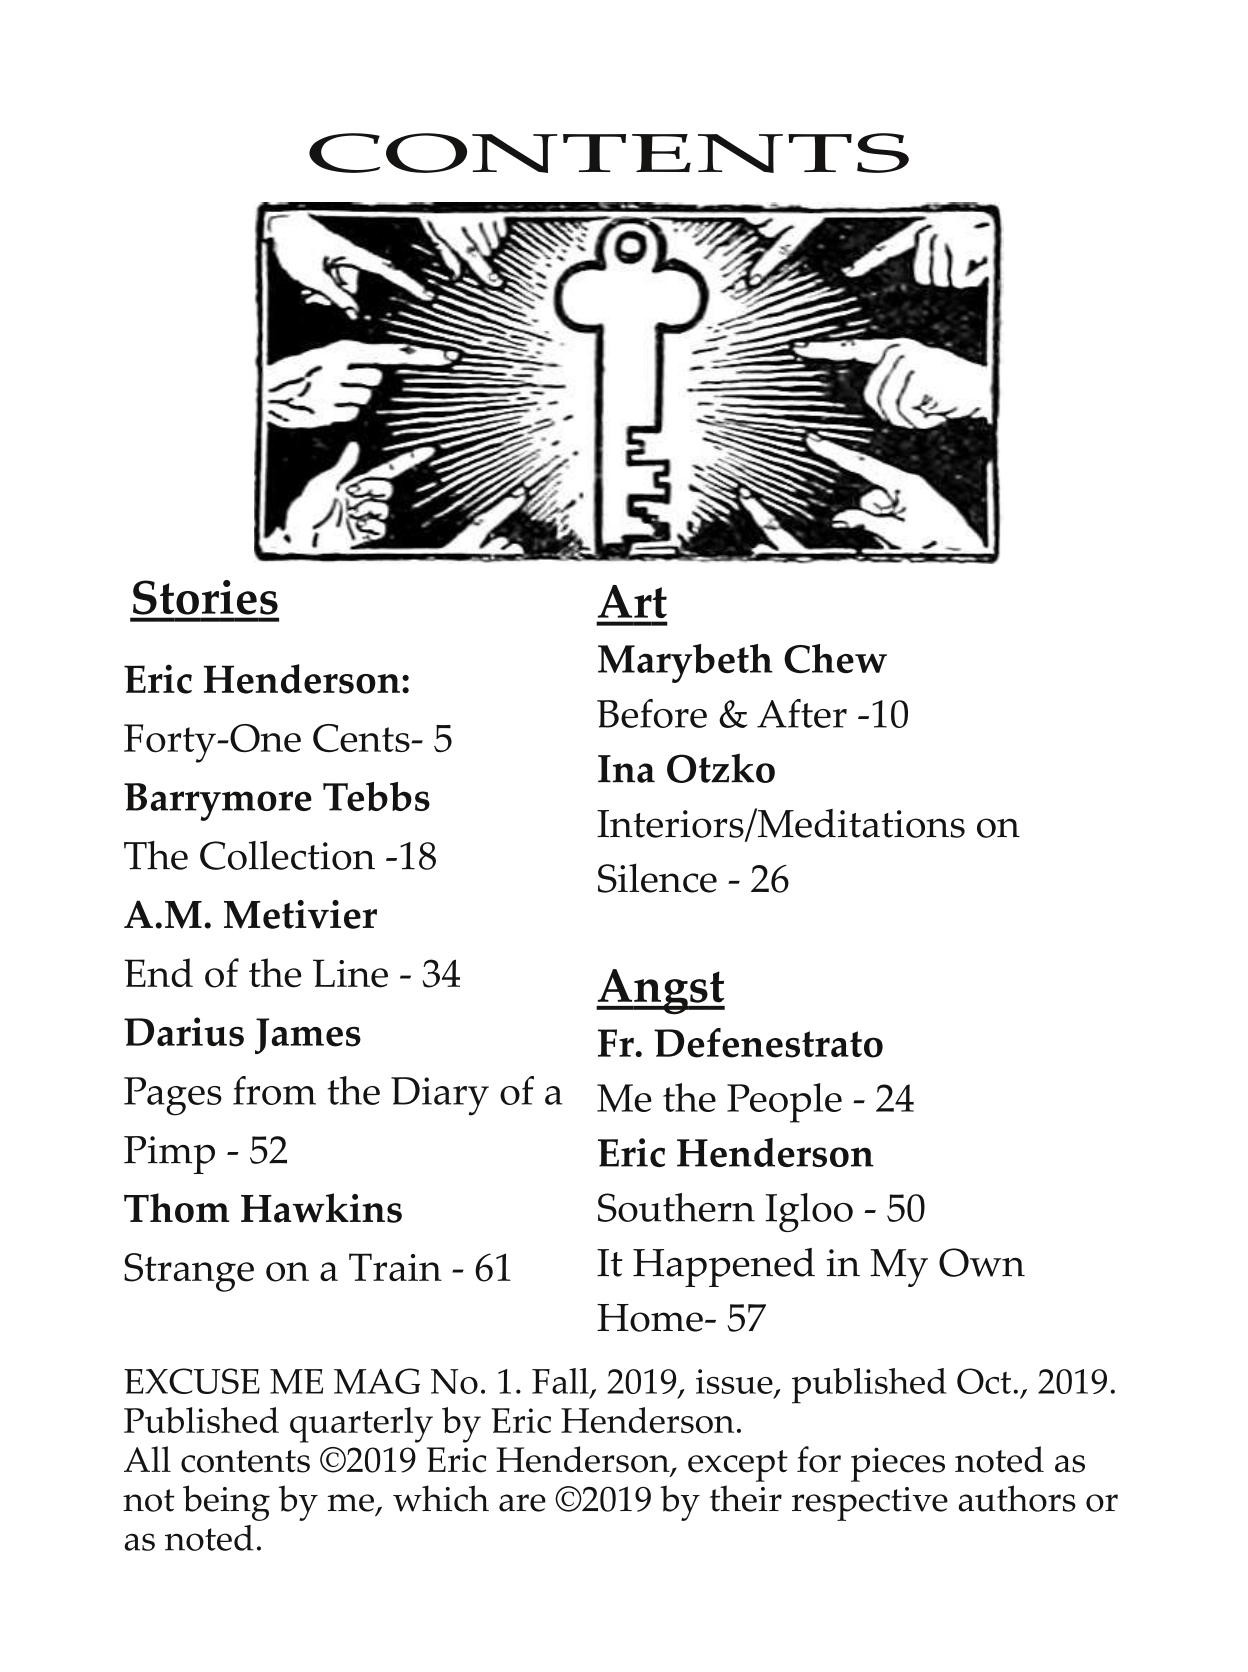 CONTENTS
Stories
Eric Henderson:
Forty-One Cents- 5
Barrymore Tebbs
The Collection -18
A.M. Metivier
End of the Line - 34
Darius James
Pages from the Diary of a
Pimp - 52
Thom Hawkins
Strange on a Train - 61
Art
Marybeth Chew
Before & After -10
Ina Otzko
Interiors/Meditations on
Silence - 26
Angst
Fr. Defenestrato
Me the People - 24
Eric Henderson
Southern Igloo - 50
It Happened in My Own
Home- 57
EXCUSE ME MAG No. 1. Fall, 2019, issue, published Oct., 2019.
Published quarterly by Eric Henderson.
All contents ©2019 Eric Henderson, except for pieces noted as
not being by me, which are ©2019 by their respective authors or
as noted.